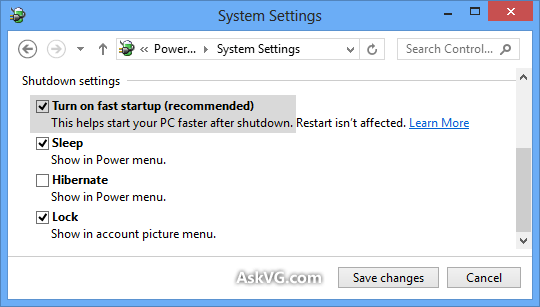 System Settings
« Power... System Settings
Search Control...
Shutdown settings
Turn on fast startup (recommended)
This helps start your PC faster after shutdown. Restart isn't affected. Learn More
Sleep
Show in Power menu.
Hibernate
Show in Power menu.
Lock
Show in account picture menu.
AskVG.com
Save changes
Cancel